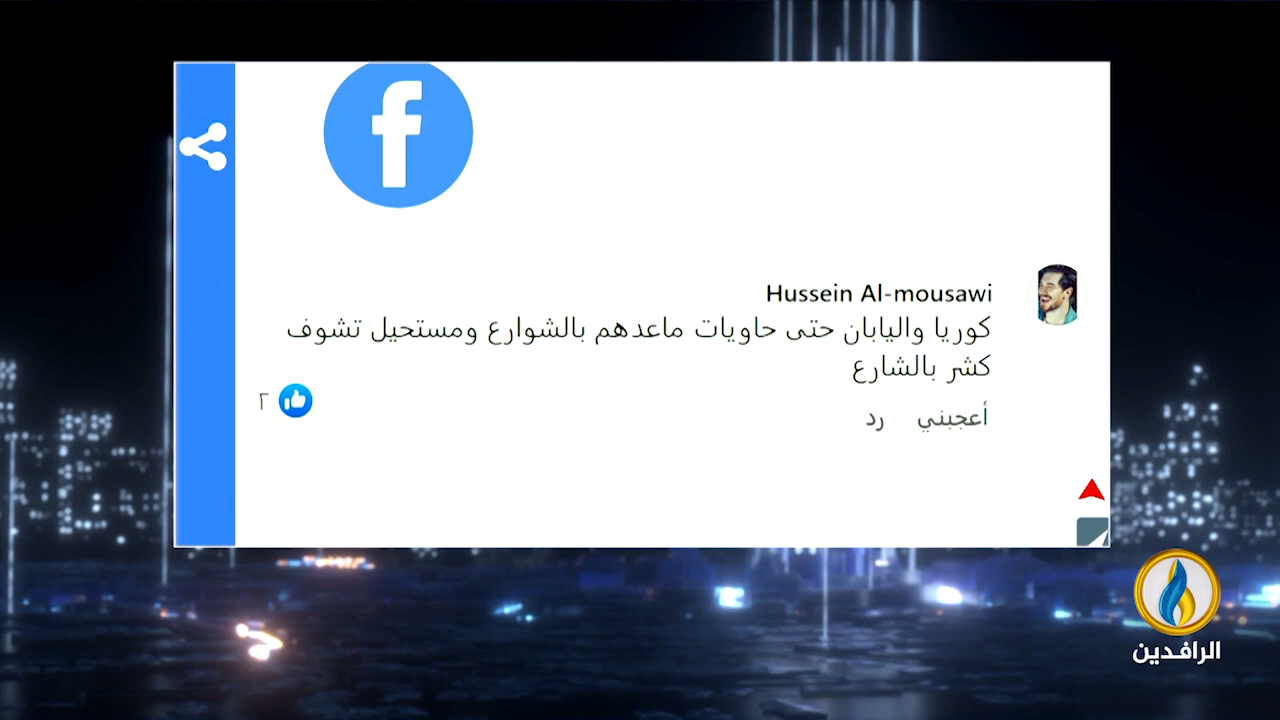 Hussein Al-mousawi
كوريا واليابان حتى حاويات ماعدهم بالشوارع ومستحيل تشوف
كشر بالشارع
٢
أعجبني رد
الرافدين